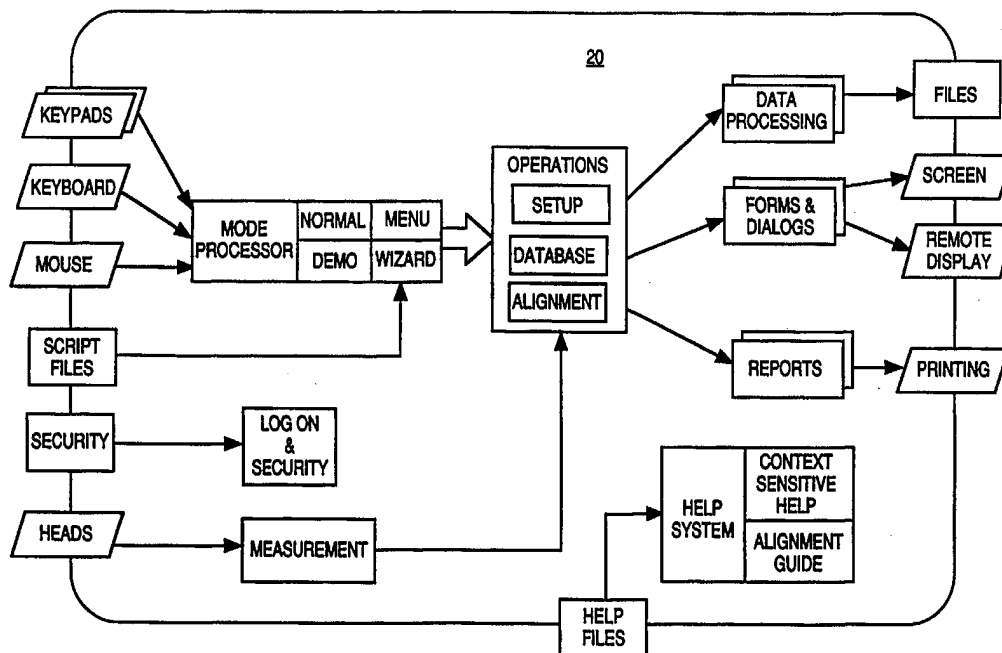 20
KEYPADS
KEYBOARD
MOUSE
SCRIPT
FILES
SECURITY
HEADS
MODE
PROCESSOR
NORMAL
MENU
DEMO
WIZARD
LOG ON
&
SECURITY
MEASUREMENT
OPERATIONS
SETUP
DATABASE
ALIGNMENT
DATA
PROCESSING
FORMS &
DIALOGS
REPORTS
FILES
SCREEN
REMOTE
DISPLAY
PRINTING
HELP
SYSTEM
CONTEXT
SENSITIVE
HELP
ALIGNMENT
GUIDE
HELP
FILES